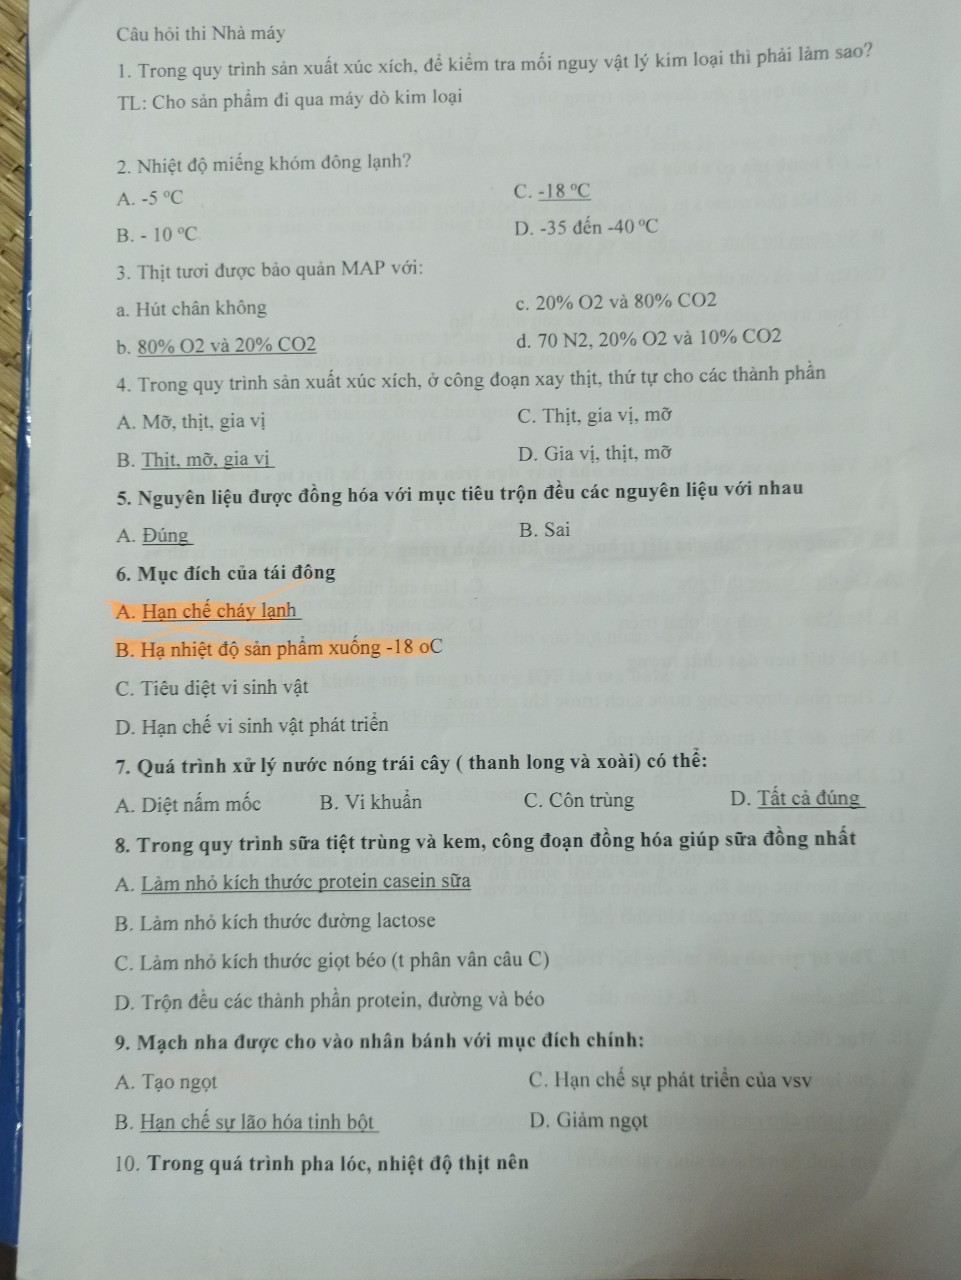 Câu hỏi thi Nhà máy
1. Trong quy trình sản xuất xúc xích, để kiểm tra mối nguy vật lý kim loại thì phải làm sao?
TL: Cho sản phẩm đi qua máy dò kim loại
2. Nhiệt độ miếng khóm đông lạnh?
A. -5 °C
C. -18 °C
B. - 10 °C
D. -35 đến -40 °C
3. Thịt tươi được bảo quản MAP với:
a. Hút chân không
c. 20% O2 và 80% CO2
b. 80% O2 và 20% CO2
d. 70 N2, 20% O2 và 10% CO2
4. Trong quy trình sản xuất xúc xích, ở công đoạn xay thịt, thứ tự cho các thành phần
A. Mỡ, thịt, gia vị
C. Thịt, gia vị, mỡ
B. Thịt, mỡ, gia vị
D. Gia vị, thịt, mỡ
5. Nguyên liệu được đồng hóa với mục tiêu trộn đều các nguyên liệu với nhau
A. Đúng
B. Sai
6. Mục đích của tái đông
A. Hạn chế cháy lạnh
B. Hạ nhiệt độ sản phẩm xuống -18 oC
C. Tiêu diệt vi sinh vật
D. Hạn chế vi sinh vật phát triển
7. Quá trình xử lý nước nóng trái cây ( thanh long và xoài) có thể:
A. Diệt nấm mốc B. Vi khuẩn C. Côn trùng D. Tất cả đúng
8. Trong quy trình sữa tiệt trùng và kem, công đoạn đồng hóa giúp sữa đồng nhất
A. Làm nhỏ kích thước protein casein sữa
B. Làm nhỏ kích thước đường lactose
C. Làm nhỏ kích thước giọt béo (t phân vân câu C)
D. Trộn đều các thành phần protein, đường và béo
9. Mạch nha được cho vào nhân bánh với mục đích chính:
A. Tạo ngọt
C. Hạn chế sự phát triển của vsv
B. Hạn chế sự lão hóa tinh bột
D. Giảm ngọt
10. Trong quá trình pha lóc, nhiệt độ thịt nên